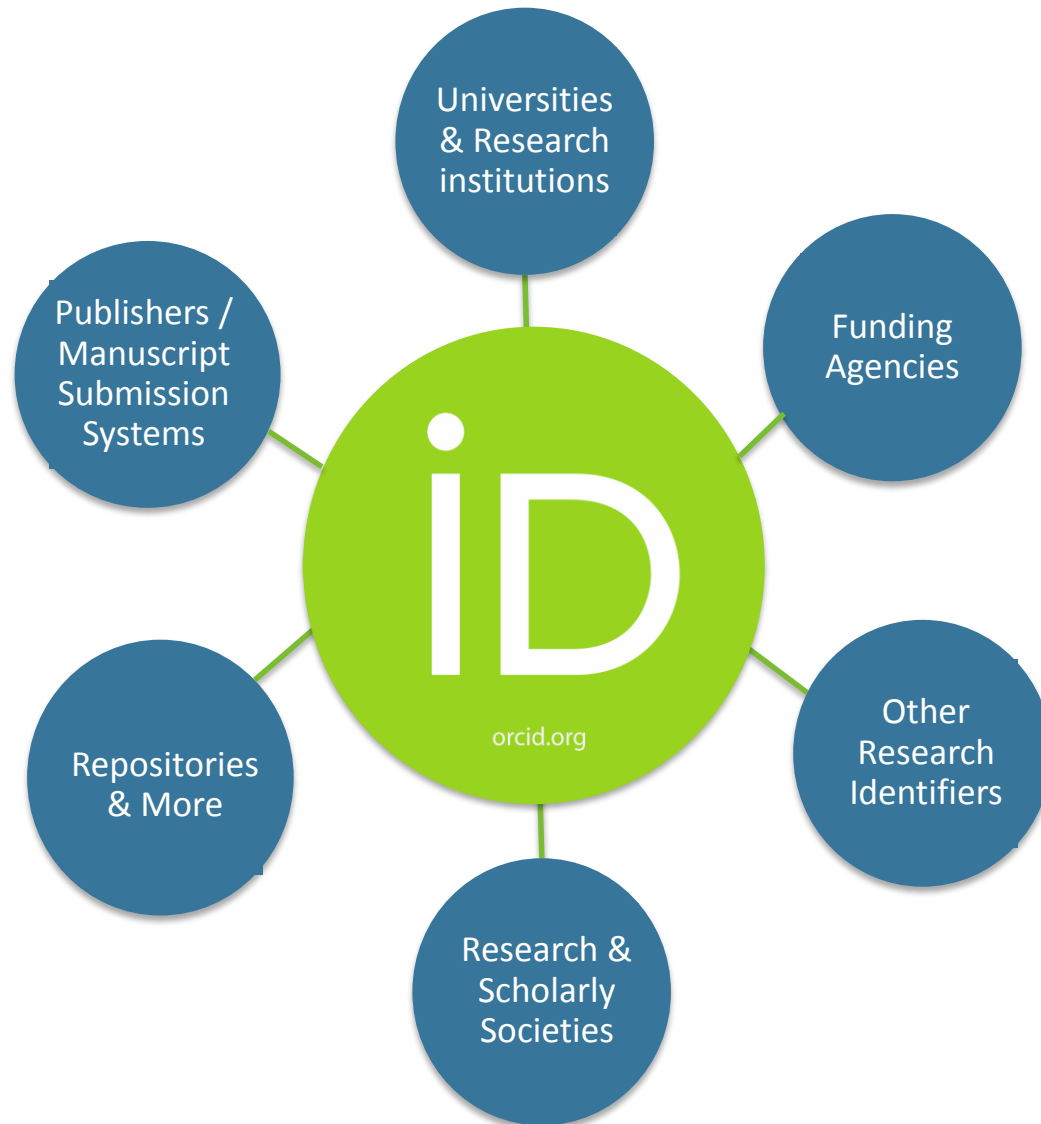 Universities
& Research
institutions
Funding
Agencies
Publishers /
Manuscript
Submission
Systems
iD
orcid.org
Other
Research
Identifiers
Repositories
& More
Research &
Scholarly
Societies